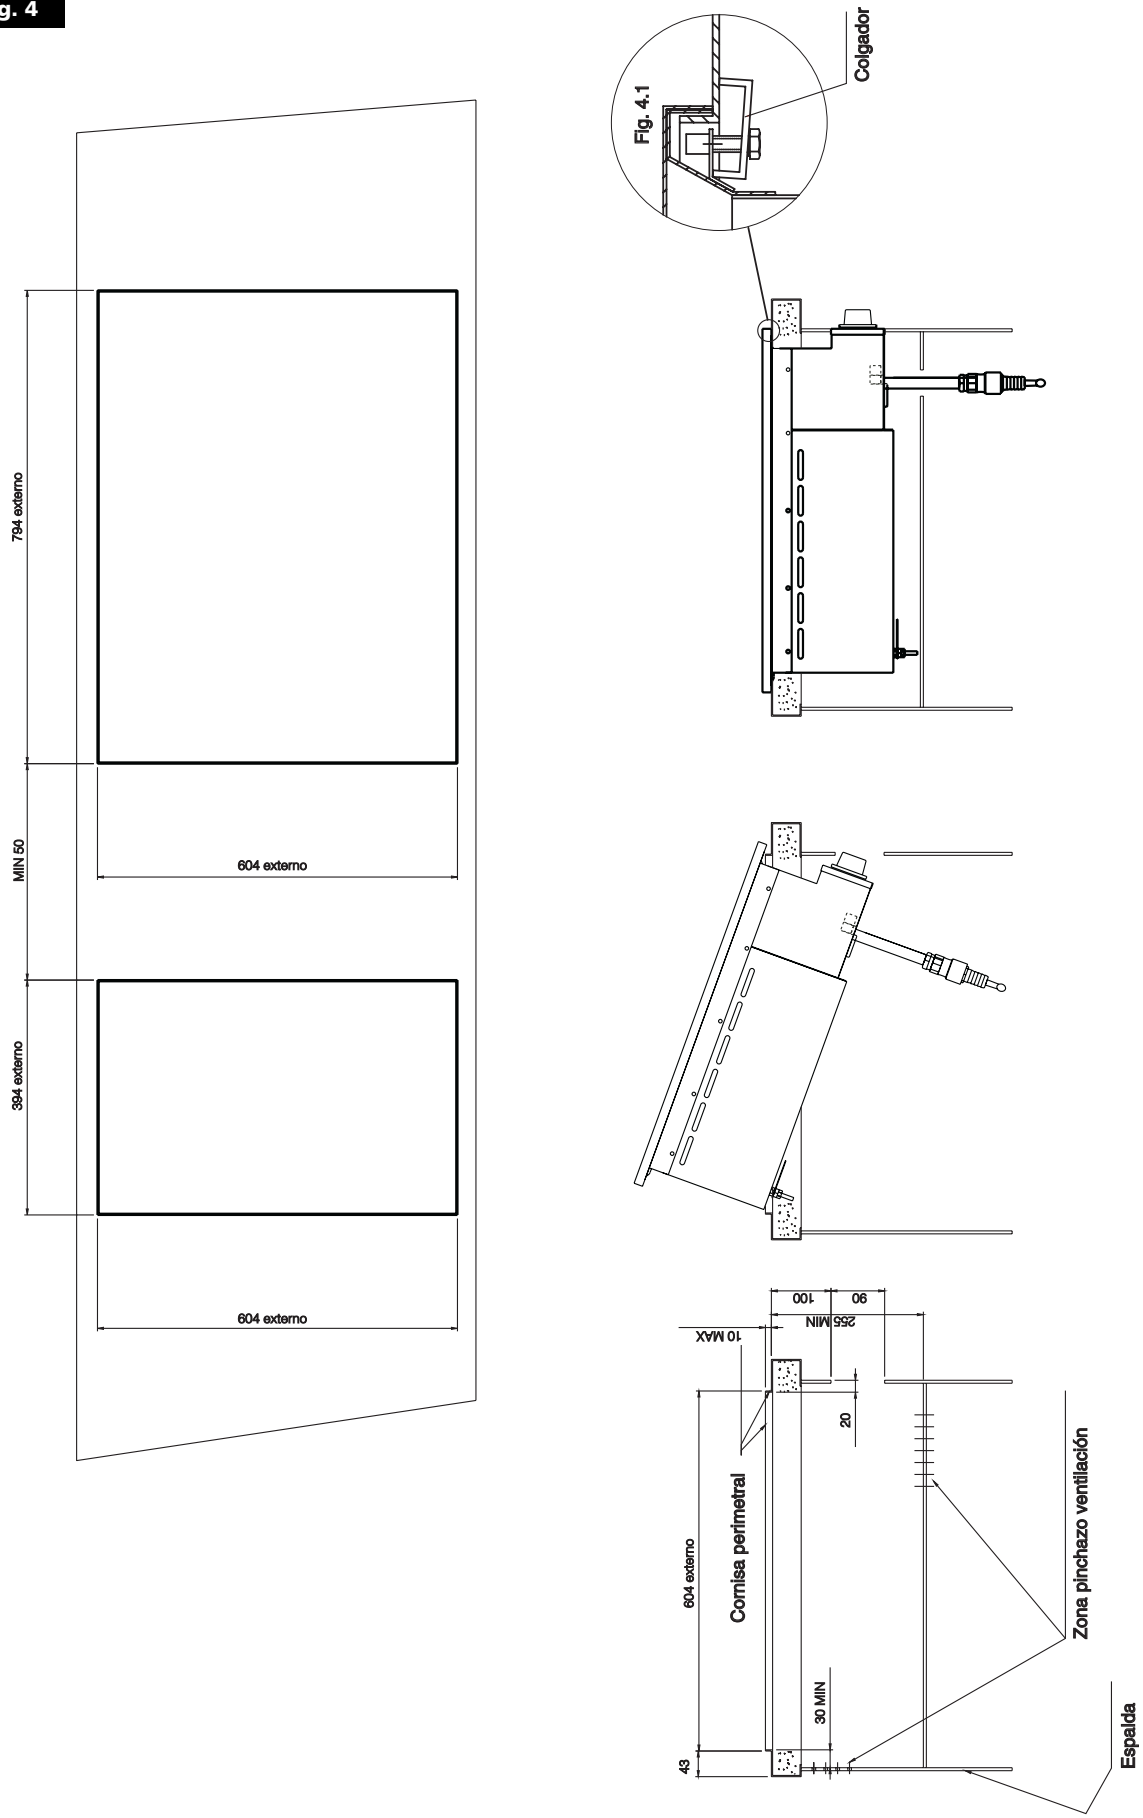 g. 4
794 externo
MIN 50
394 externo
604 externo
604 externo
Fig. 4.1
Colgador
100
90
255 MIN
10 MAX
20
Cornisa perimetral
604 externo
43
30 MIN
Zona pinchazo ventilación
Espalda